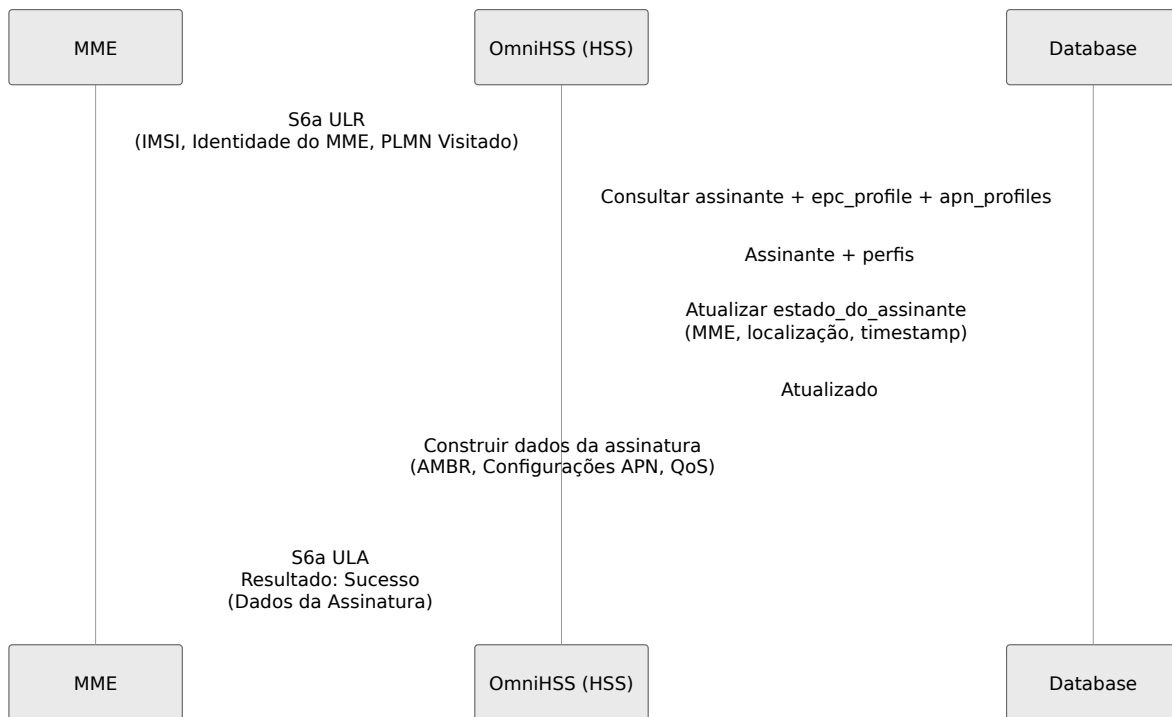 MME
OmniHSS (HSS)
Database
S6a ULR
(IMSI, Identidade do MME, PLMN Visitado)
Consultar assinante + epc_profile + apn_profiles
Assinante + perfis
Atualizar estado_do_assinante
(MME, localização, timestamp)
Atualizado
Construir dados da assinatura
(AMBR, Configurações APN, QoS)
S6a ULA
Resultado: Sucesso
(Dados da Assinatura)
MME
OmniHSS (HSS)
Database